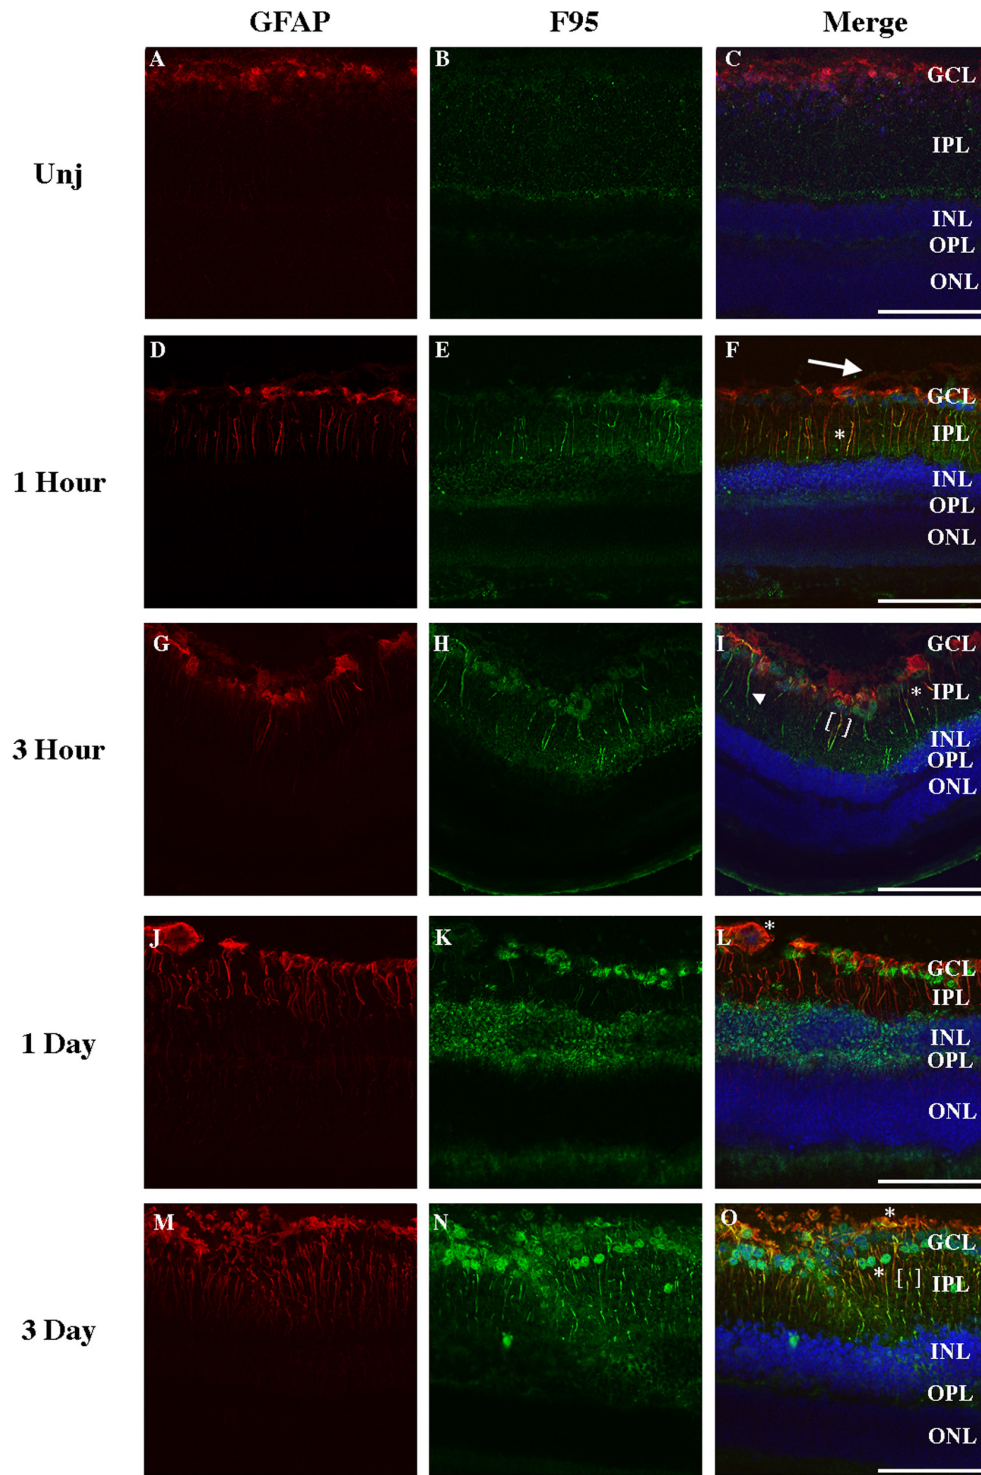 GFAP F95 Merge
A B C GCL
IPL
Unj
INL
OPL
ONL
D E F
GCL
IPL
*
1 Hour INL
OPL
ONL
G H I GCL
* IPL
[ ]
3 Hour INL
OPL
ONL
J K L *
GCL
IPL
1 Day INL
OPL
ONL
M N O *
GCL
* [ ] IPL
3 Day
INL
OPL
ONL